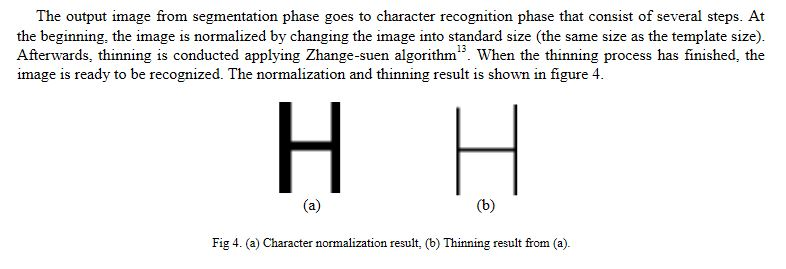 The output image from segmentation phase goes to character recognition phase that consist of several steps. At
the beginning, the image is normalized by changing the image into standard size (the same size as the template size).
Afterwards, thinning is conducted applying Zhange-suen algorithm13. When the thinning process has finished, the
image is ready to be recognized. The normalization and thinning result is shown in figure 4.
H H
(a) (b)
Fig 4. (a) Character normalization result, (b) Thinning result from (a).